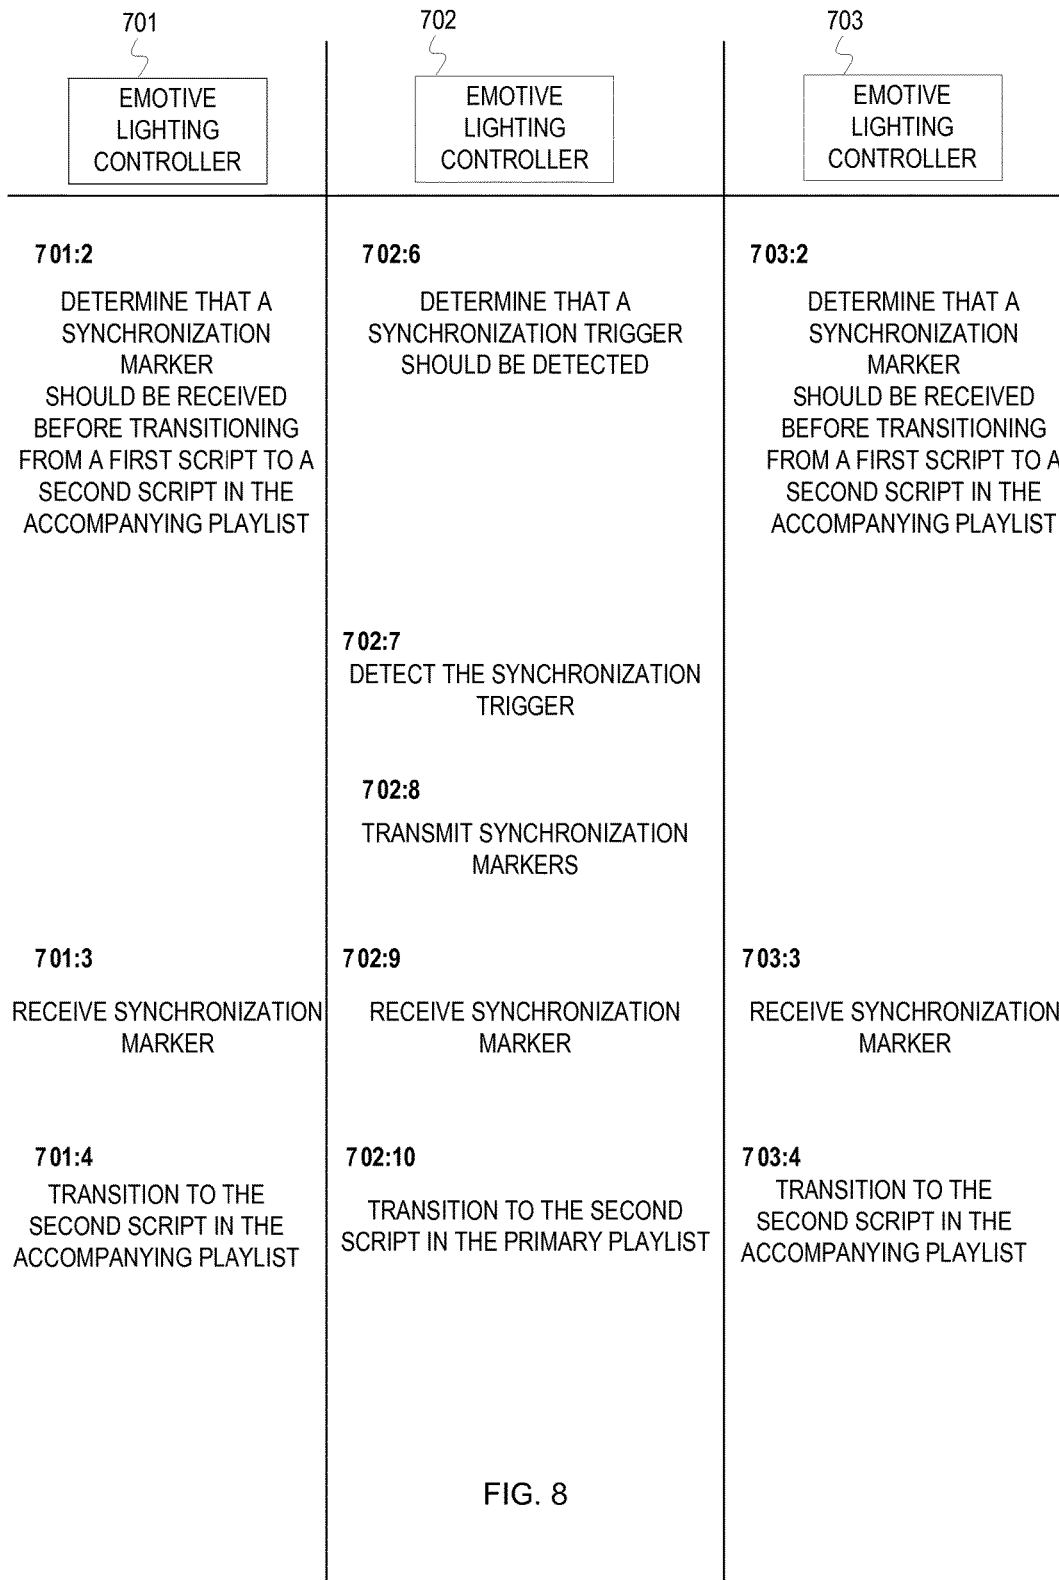 701
702
703
EMOTIVE
LIGHTING
CONTROLLER
EMOTIVE
LIGHTING
CONTROLLER
EMOTIVE
LIGHTING
CONTROLLER
701:2
DETERMINE THAT A
SYNCHRONIZATION
MARKER
SHOULD BE RECEIVED
BEFORE TRANSITIONING
FROM A FIRST SCRIPT TO A
SECOND SCRIPT IN THE
ACCOMPANYING PLAYLIST
702:6
DETERMINE THAT A
SYNCHRONIZATION TRIGGER
SHOULD BE DETECTED
703:2
DETERMINE THAT A
SYNCHRONIZATION
MARKER
SHOULD BE RECEIVED
BEFORE TRANSITIONING
FROM A FIRST SCRIPT TO A
SECOND SCRIPT IN THE
ACCOMPANYING PLAYLIST
702:7
DETECT THE SYNCHRONIZATION
TRIGGER
702:8
TRANSMIT SYNCHRONIZATION
MARKERS
701:3
RECEIVE SYNCHRONIZATION
MARKER
702:9
RECEIVE SYNCHRONIZATION
MARKER
703:3
RECEIVE SYNCHRONIZATION
MARKER
701:4
TRANSITION TO THE
SECOND SCRIPT IN THE
ACCOMPANYING PLAYLIST
702:10
TRANSITION TO THE SECOND
SCRIPT IN THE PRIMARY PLAYLIST
703:4
TRANSITION TO THE
SECOND SCRIPT IN THE
ACCOMPANYING PLAYLIST
FIG. 8